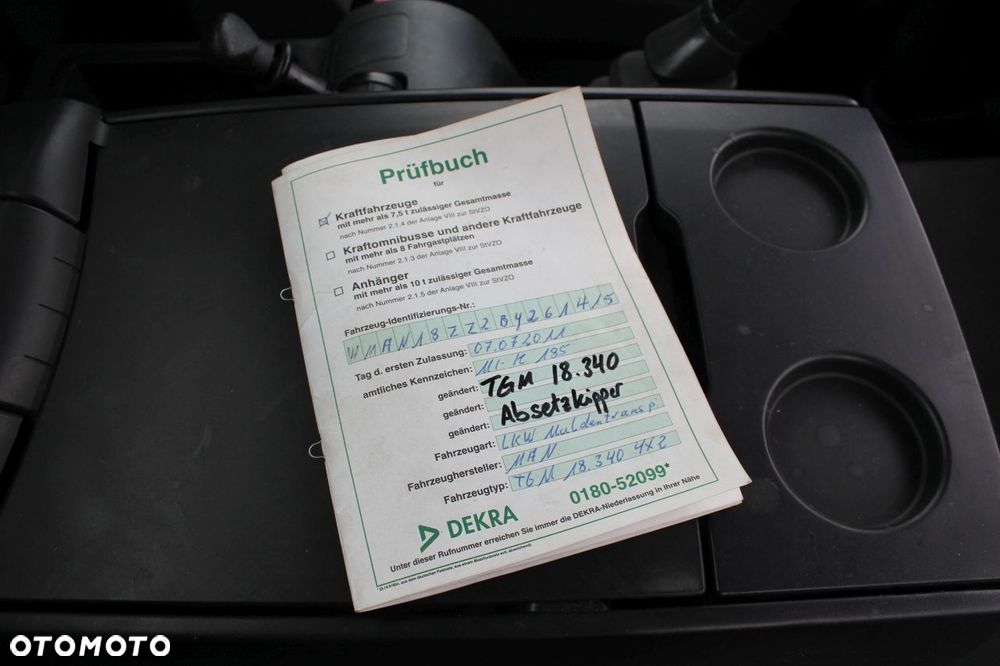 Prüfbuch
für
Kraftfahrzeuge
mit mehr als 7,5 t zulässiger Gesamtmasse
nach Nummer 2.1.4 der Anlage VIII zur StVZO
Kraftomnibusse und andere Kraftfahrzeuge
mit mehr als 8 Fahrgastplätzen
nach Nummer 2.1.3 der Anlage VIII zur StVZO
Anhänger
mit mehr als 10 t zulässiger Gesamtmasse
nach Nummer 2.1.5 der Anlage VIII zur StVZO
Fahrzeug-Identifizierungs-Nr.:
WMAN18ZZ2BY261415
Tag d. ersten Zulassung: 07.07.2011
amtliches Kennzeichen: 195
geändert: TGM 18.340
geändert: Absetzkipper
geändert:
Fahrzeugart: LKW Muldentransp.
Fahrzeughersteller: MAN
Fahrzeugtyp: TGM 18.340 4x2
DEKRA 0180-52099*
Unter dieser Rufnummer erreichen Sie immer die DEKRA-Niederlassung in Ihrer Nähe
OTOMOTO